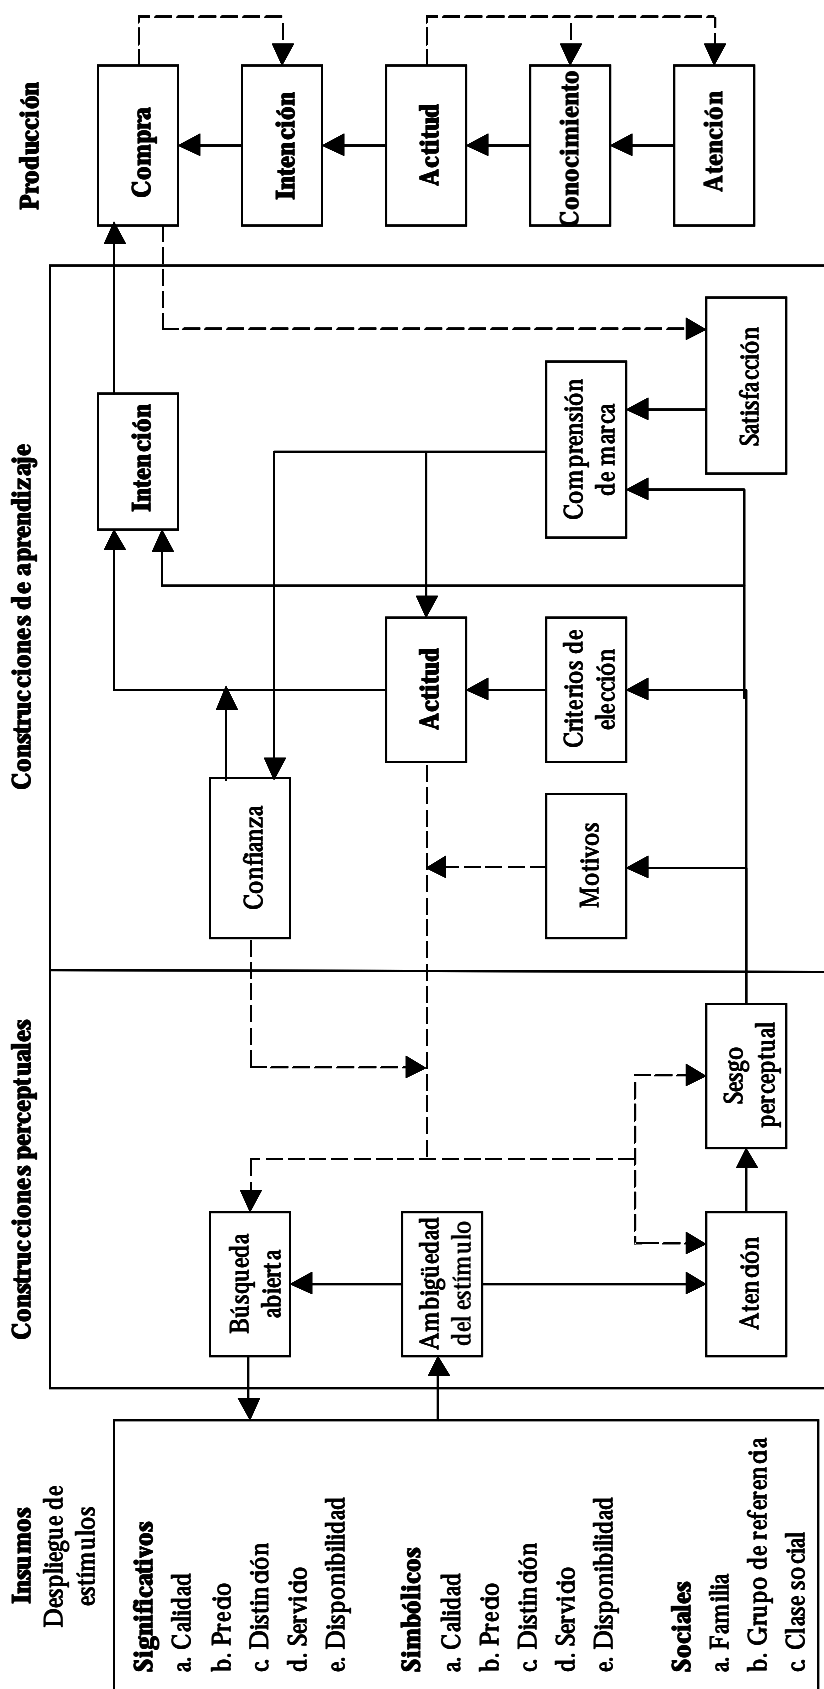 Insumos
Despliegue de
estímulos
Significativos
a. Calidad
b. Precio
c. Distinción
d. Servicio
e. Disponibilidad
Simbólicos
a. Calidad
b. Precio
c. Distinción
d. Servicio
e. Disponibilidad
Sociales
a. Familia
b. Grupo de referencia
c. Clase social
Construcciones perceptuales
Búsqueda
abierta
Ambigüedad
del estímulo
Atención
Sesgo
perceptual
Construcciones de aprendizaje
Confianza
Motivos
Actitud
Criterios de
elección
Intención
Comprensión
de marca
Satisfacción
Producción
Compra
Intención
Actitud
Conocimiento
Atención